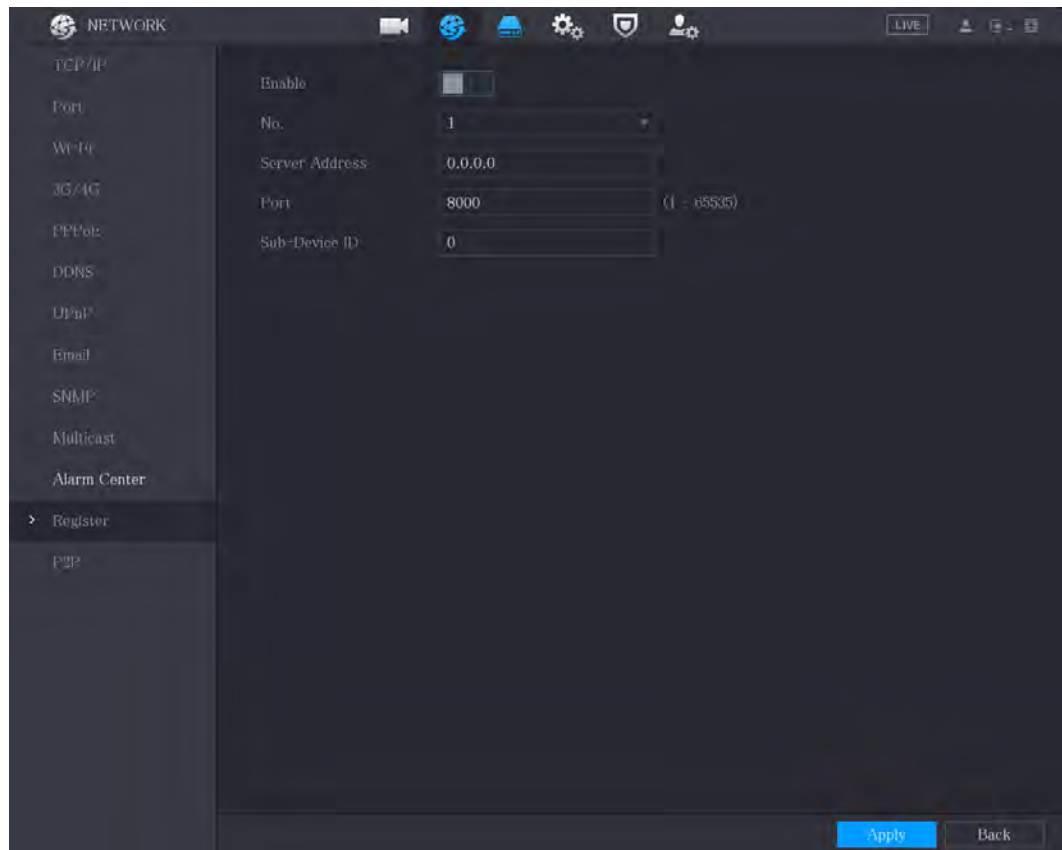 NETWORK
LIVE
TCP/IP
Port
Wi-Fi
3G/4G
PPPoE
DDNS
UPnP
Email
SNMP
Multicast
Alarm Center
Register
P2P
Enable
No. 1
Server Address 0.0.0.0
Port 8000 (1 - 65535)
Sub-Device ID 0
Apply Back